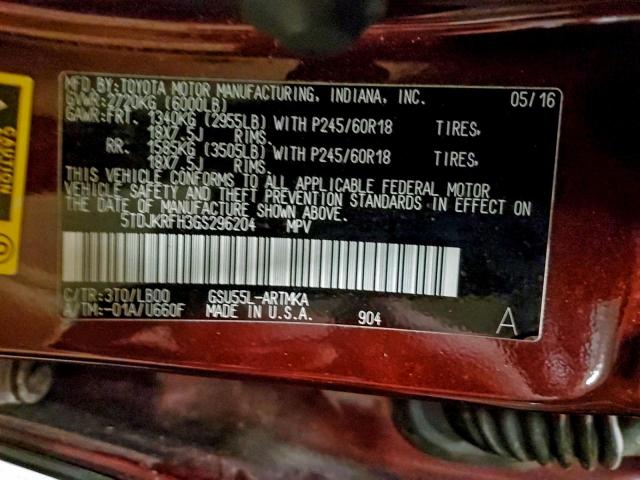 MFD.BY:TOYOTA MOTOR MANUFACTURING, INDIANA, INC. 05/16
GVWR:2720KG (6000LB)
GAWR:FRT. 1340KG (2955LB) WITH P245/60R18 TIRES,
18X7.5J RIMS
RR. 1585KG (3505LB) WITH P245/60R18 TIRES,
18X7.5J RIMS
THIS VEHICLE CONFORMS TO ALL APPLICABLE FEDERAL MOTOR
VEHICLE SAFETY AND THEFT PREVENTION STANDARDS IN EFFECT ON
THE DATE OF MANUFACTURE SHOWN ABOVE.
5TDJKRFH3GS296204 MPV
C/TR:3T0/LB00 GSU55L-ARTMKA
A/TM:-01A/U660F MADE IN U.S.A. 904 A
CAUTION